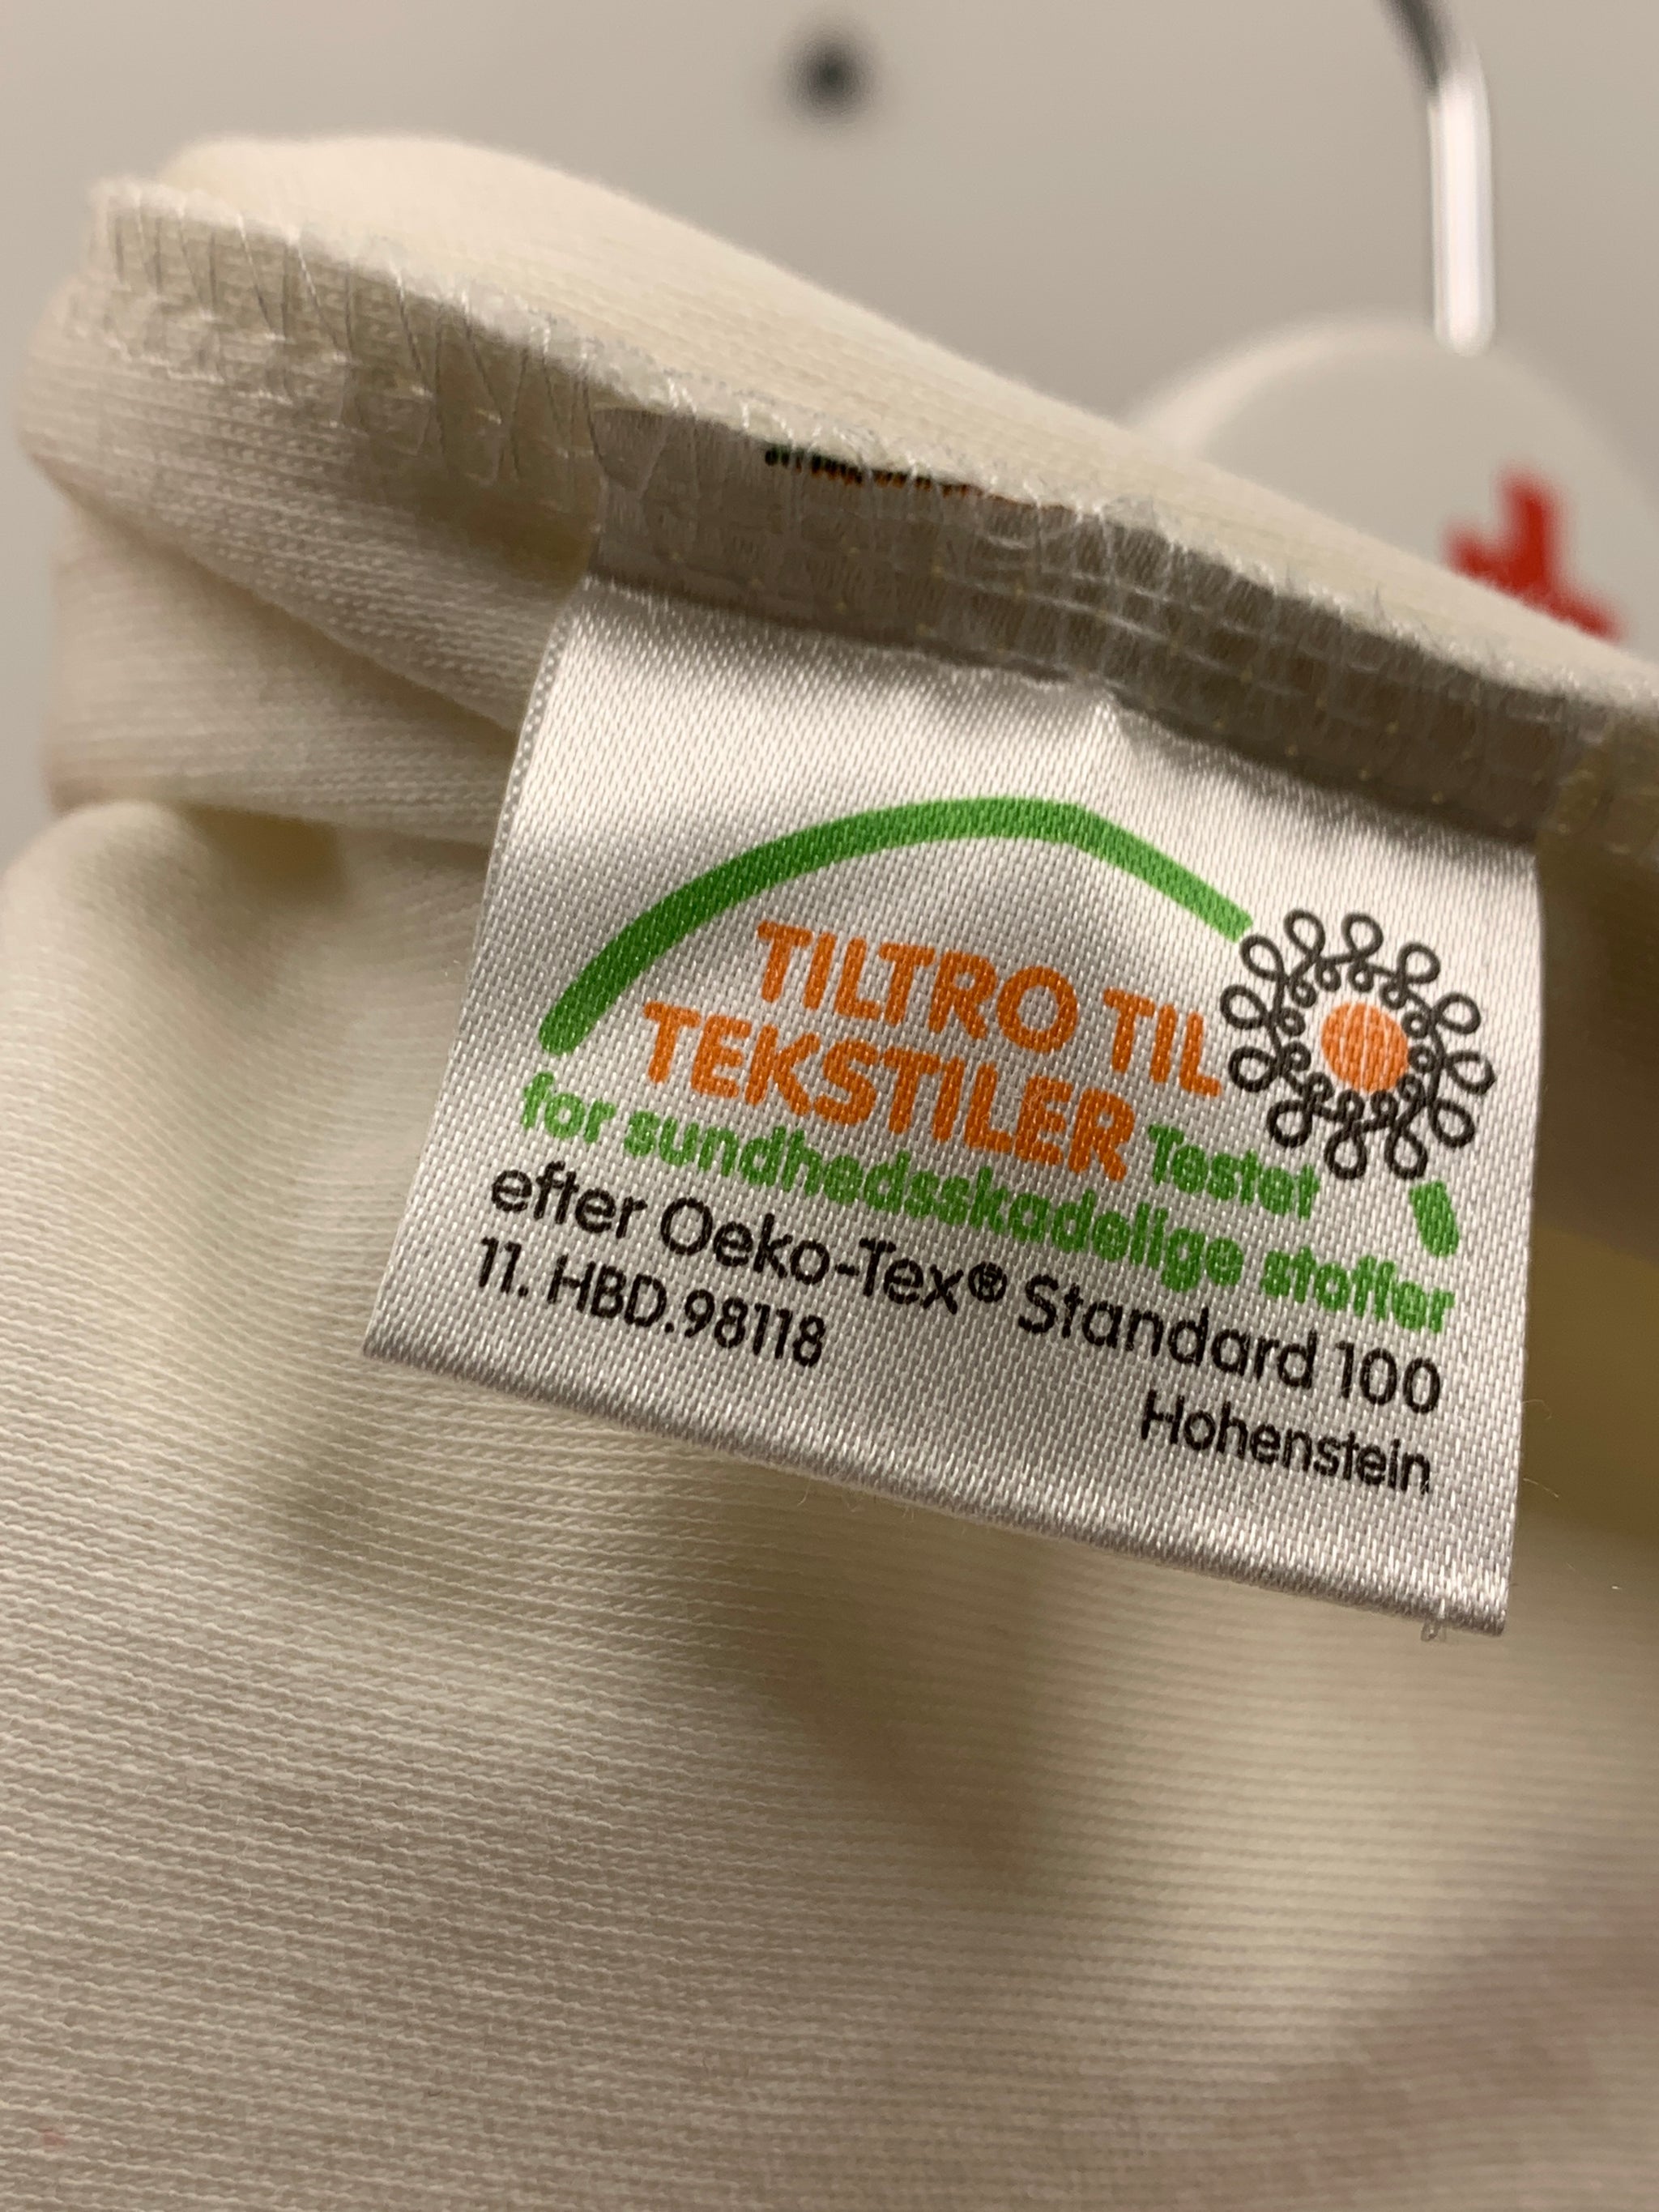 TILTRO TIL
TEKSTILER Testet
for sundhedsskadelige stoffer
efter Oeko-Tex® Standard 100
11. HBD.98118
Hohenstein